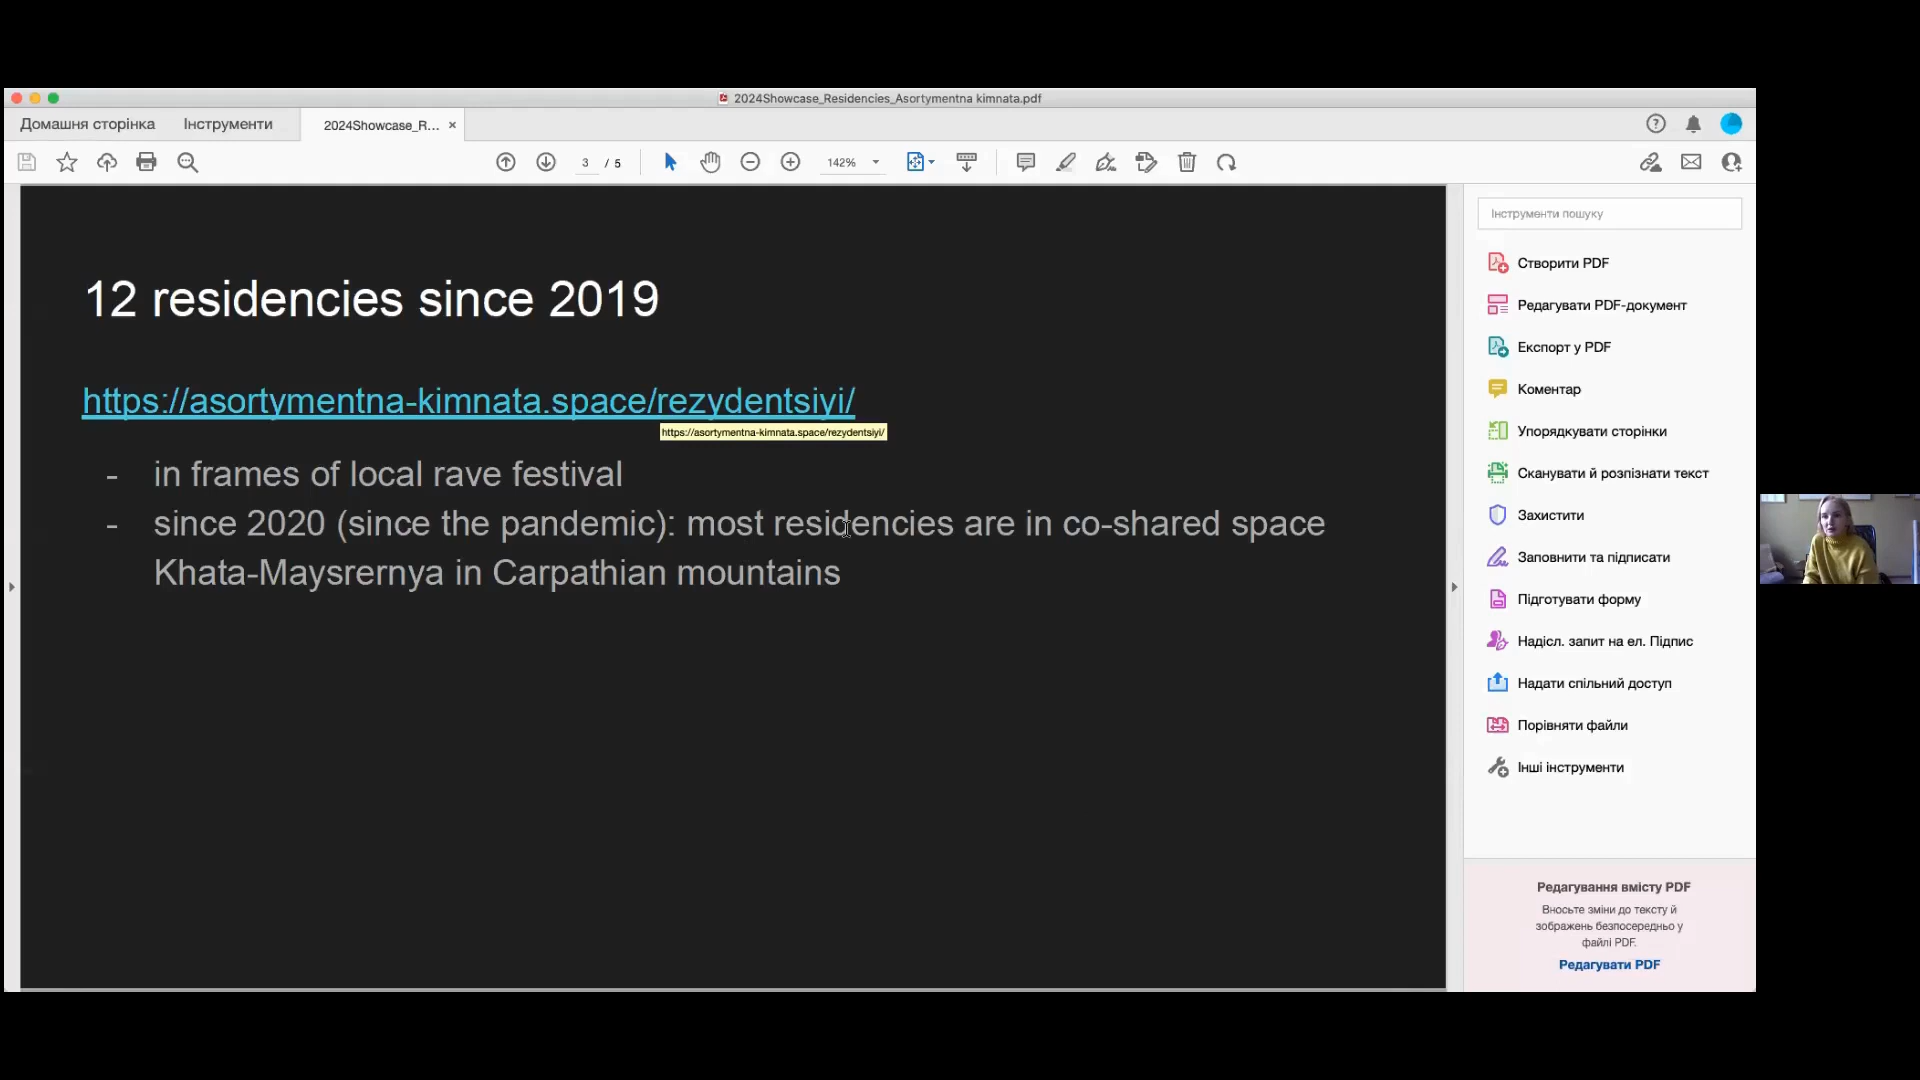 2024Showcase_Residencies_Asortymentna kimnata.pdf
Домашня сторінка
Інструменти
2024Showcase_R... ×
3 / 5
142%
12 residencies since 2019
https://asortymentna-kimnata.space/rezydentsiyi/
https://asortymentna-kimnata.space/rezydentsiyi/
- in frames of local rave festival
- since 2020 (since the pandemic): most residencies are in co-shared space
Khata-Maysrernya in Carpathian mountains
Інструменти пошуку
Створити PDF
Редагувати PDF-документ
Експорт у PDF
Коментар
Упорядкувати сторінки
Сканувати й розпізнати текст
Захистити
Заповнити та підписати
Підготувати форму
Надісл. запит на ел. Підпис
Надати спільний доступ
Порівняти файли
Інші інструменти
Редагування вмісту PDF
Вносьте зміни до тексту й
зображень безпосередньо у
файлі PDF.
Редагувати PDF